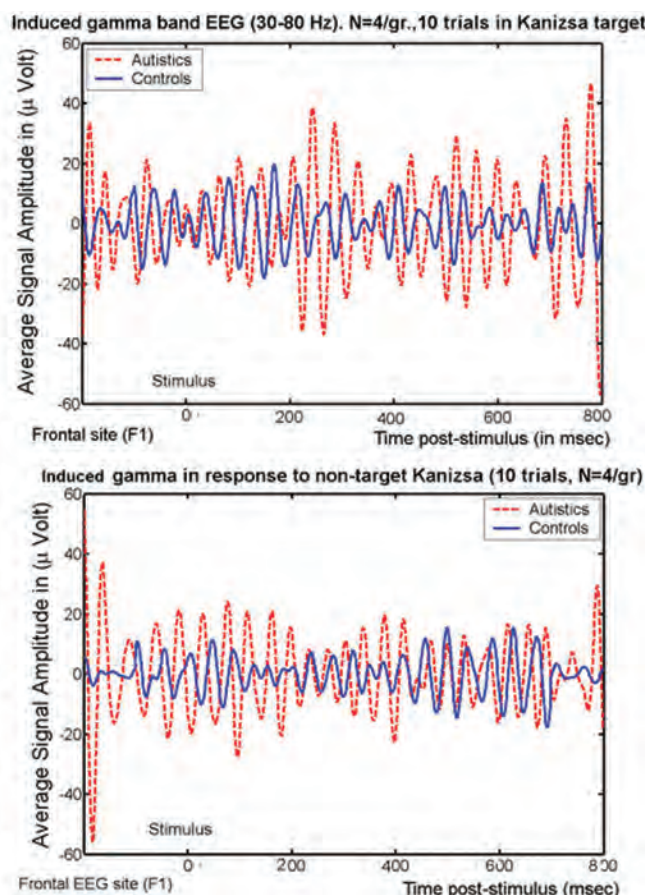 Induced gamma band EEG (30-80 Hz). N=4/gr.,10 trials in Kanizsa target
60
40
20
0
-20
-40
-60
Average Signal Amplitude in (μ Volt)
Autistics
Controls
Stimulus
0
200
400
600
800
Frontal site (F1)
Time post-stimulus (in msec)
Induced gamma in response to non-target Kanizsa (10 trials, N=4/gr)
60
40
20
0
-20
-40
-60
Average Signal Amplitude in (μ Volt)
Autistics
Controls
Stimulus
0
200
400
600
800
Frontal EEG site (F1)
Time post-stimulus (msec)